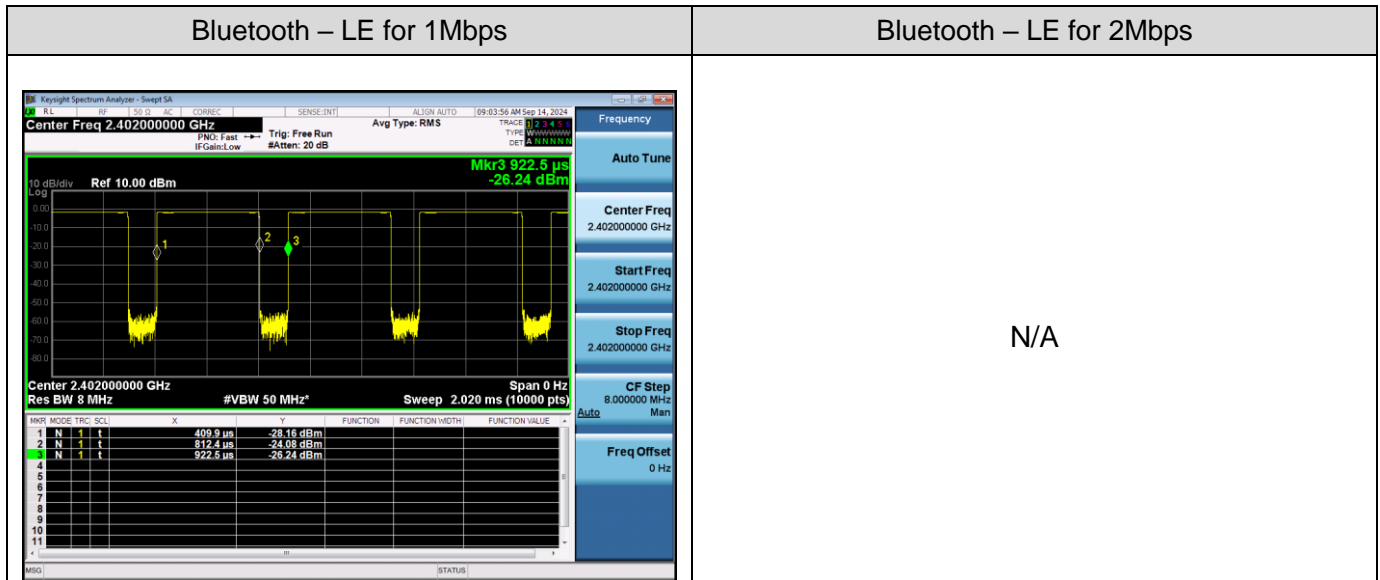 Bluetooth – LE for 1Mbps
Bluetooth – LE for 2Mbps
Keysight Spectrum Analyzer - Swept SA
RL RF 50 Ω AC CORREC SENSE:INT ALIGN AUTO 09:03:56 AM Sep 14, 2024
Center Freq 2.402000000 GHz
PNO: Fast
IFGain:Low
Trig: Free Run
#Atten: 20 dB
Avg Type: RMS
TRACE 1 2 3 4 5 6
TYPE WWWWWW
DET A N N N N N
Mkr3 922.5 µs
-26.24 dBm
10 dB/div Ref 10.00 dBm
Log
0.00
-10.0
-20.0
-30.0
-40.0
-50.0
-60.0
-70.0
-80.0
1
2
3
Center 2.402000000 GHz Span 0 Hz
Res BW 8 MHz #VBW 50 MHz* Sweep 2.020 ms (10000 pts)
MKR MODE TRC SCL X Y FUNCTION FUNCTION WIDTH FUNCTION VALUE
1 N 1 t 409.9 µs -28.16 dBm
2 N 1 t 812.4 µs -24.08 dBm
3 N 1 t 922.5 µs -26.24 dBm
4
5
6
7
8
9
10
11
MSG STATUS
Frequency
Auto Tune
Center Freq
2.402000000 GHz
Start Freq
2.402000000 GHz
Stop Freq
2.402000000 GHz
CF Step
8.000000 MHz
Auto Man
Freq Offset
0 Hz
N/A